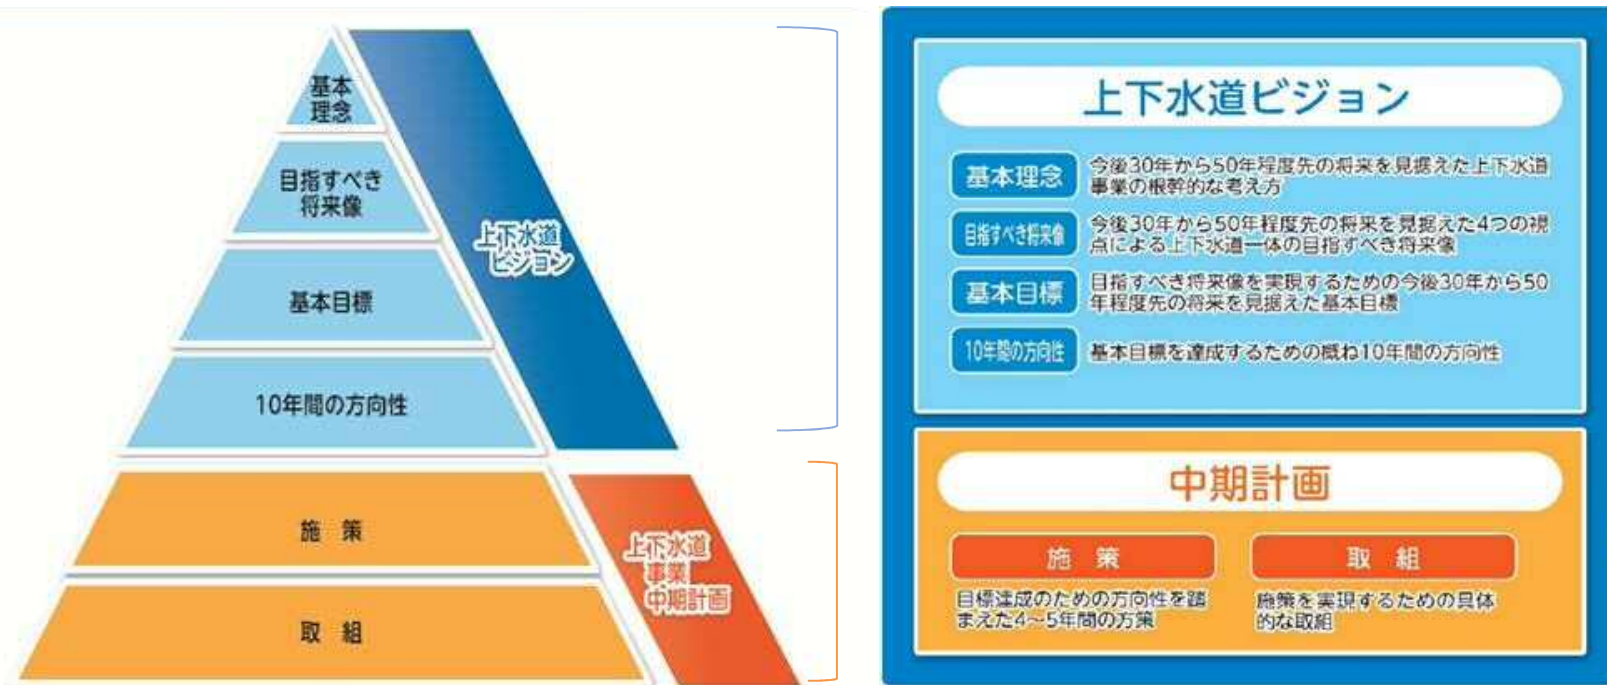 基本
理念
目指すべき
将来像
基本目標
10年間の方向性
施 策
取 組
上下水道
ビジョン
上下水道
事業
中期計画
上下水道ビジョン
基本理念
今後30年から50年程度先の将来を見据えた上下水道
事業の根幹的な考え方
目指すべき将来像
今後30年から50年程度先の将来を見据えた4つの視
点による上下水道一体の目指すべき将来像
基本目標
目指すべき将来像を実現するための今後30年から50
年程度先の将来を見据えた基本目標
10年間の方向性
基本目標を達成するための概ね10年間の方向性
中期計画
施 策
目標達成のための方向性を踏
まえた4～5年間の方策
取 組
施策を実現するための具体
的な取組